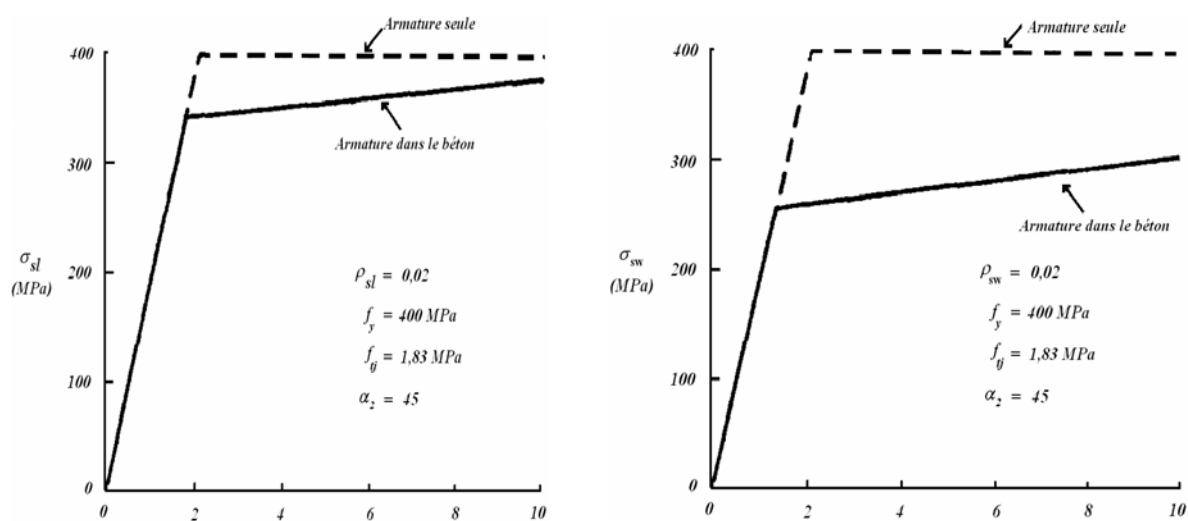 Armature seule
400
300
200
100
0
σsl
(MPa)
Armature dans le béton
ρsl = 0,02
fy = 400 MPa
ftj = 1,83 MPa
α2 = 45
0 2 4 6 8 10
Armature seule
400
300
200
100
0
σsw
(MPa)
Armature dans le béton
ρsw = 0,02
fy = 400 MPa
ftj = 1,83 MPa
α2 = 45
0 2 4 6 8 10